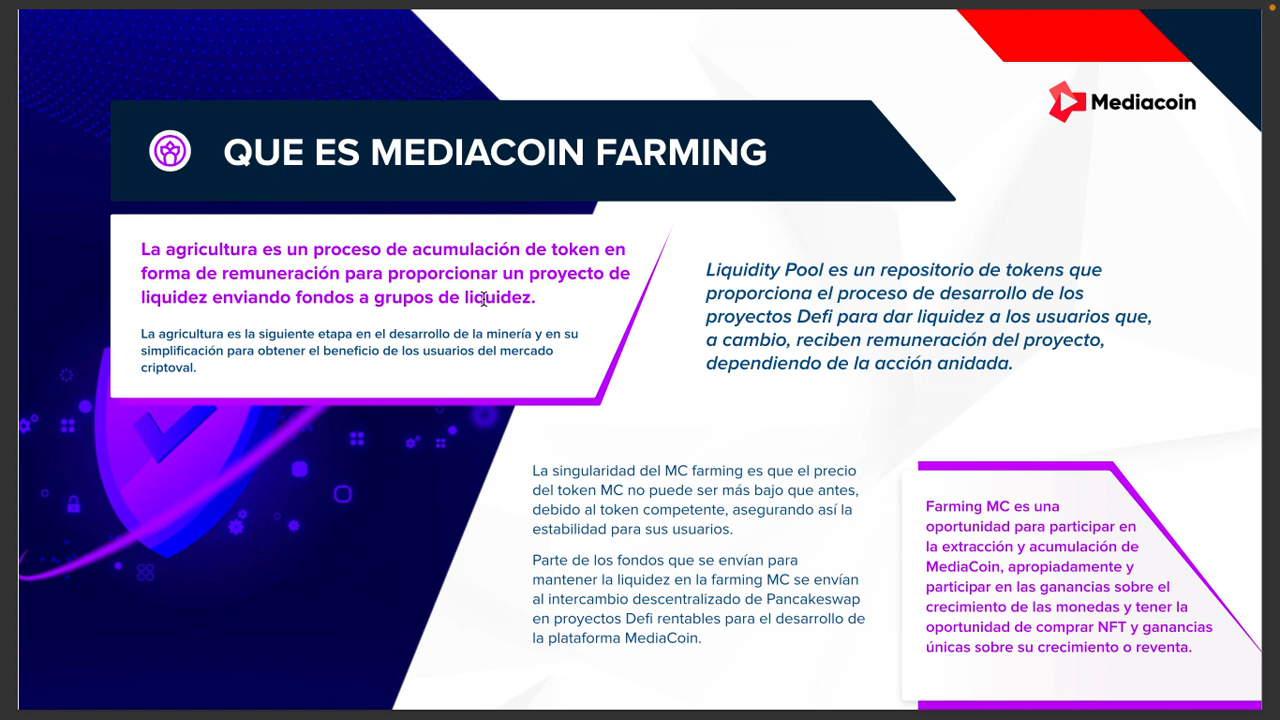 Mediacoin
QUE ES MEDIACOIN FARMING
La agricultura es un proceso de acumulación de token en
forma de remuneración para proporcionar un proyecto de
liquidez enviando fondos a grupos de liquidez.
La agricultura es la siguiente etapa en el desarrollo de la minería y en su
simplificación para obtener el beneficio de los usuarios del mercado
criptoval.
Liquidity Pool es un repositorio de tokens que
proporciona el proceso de desarrollo de los
proyectos Defi para dar liquidez a los usuarios que,
a cambio, reciben remuneración del proyecto,
dependiendo de la acción anidada.
La singularidad del MC farming es que el precio
del token MC no puede ser más bajo que antes,
debido al token competente, asegurando así la
estabilidad para sus usuarios.
Parte de los fondos que se envían para
mantener la liquidez en la farming MC se envían
al intercambio descentralizado de Pancakeswap
en proyectos Defi rentables para el desarrollo de
la plataforma MediaCoin.
Farming MC es una
oportunidad para participar en
la extracción y acumulación de
MediaCoin, apropiadamente y
participar en las ganancias sobre el
crecimiento de las monedas y tener la
oportunidad de comprar NFT y ganancias
únicas sobre su crecimiento o reventa.